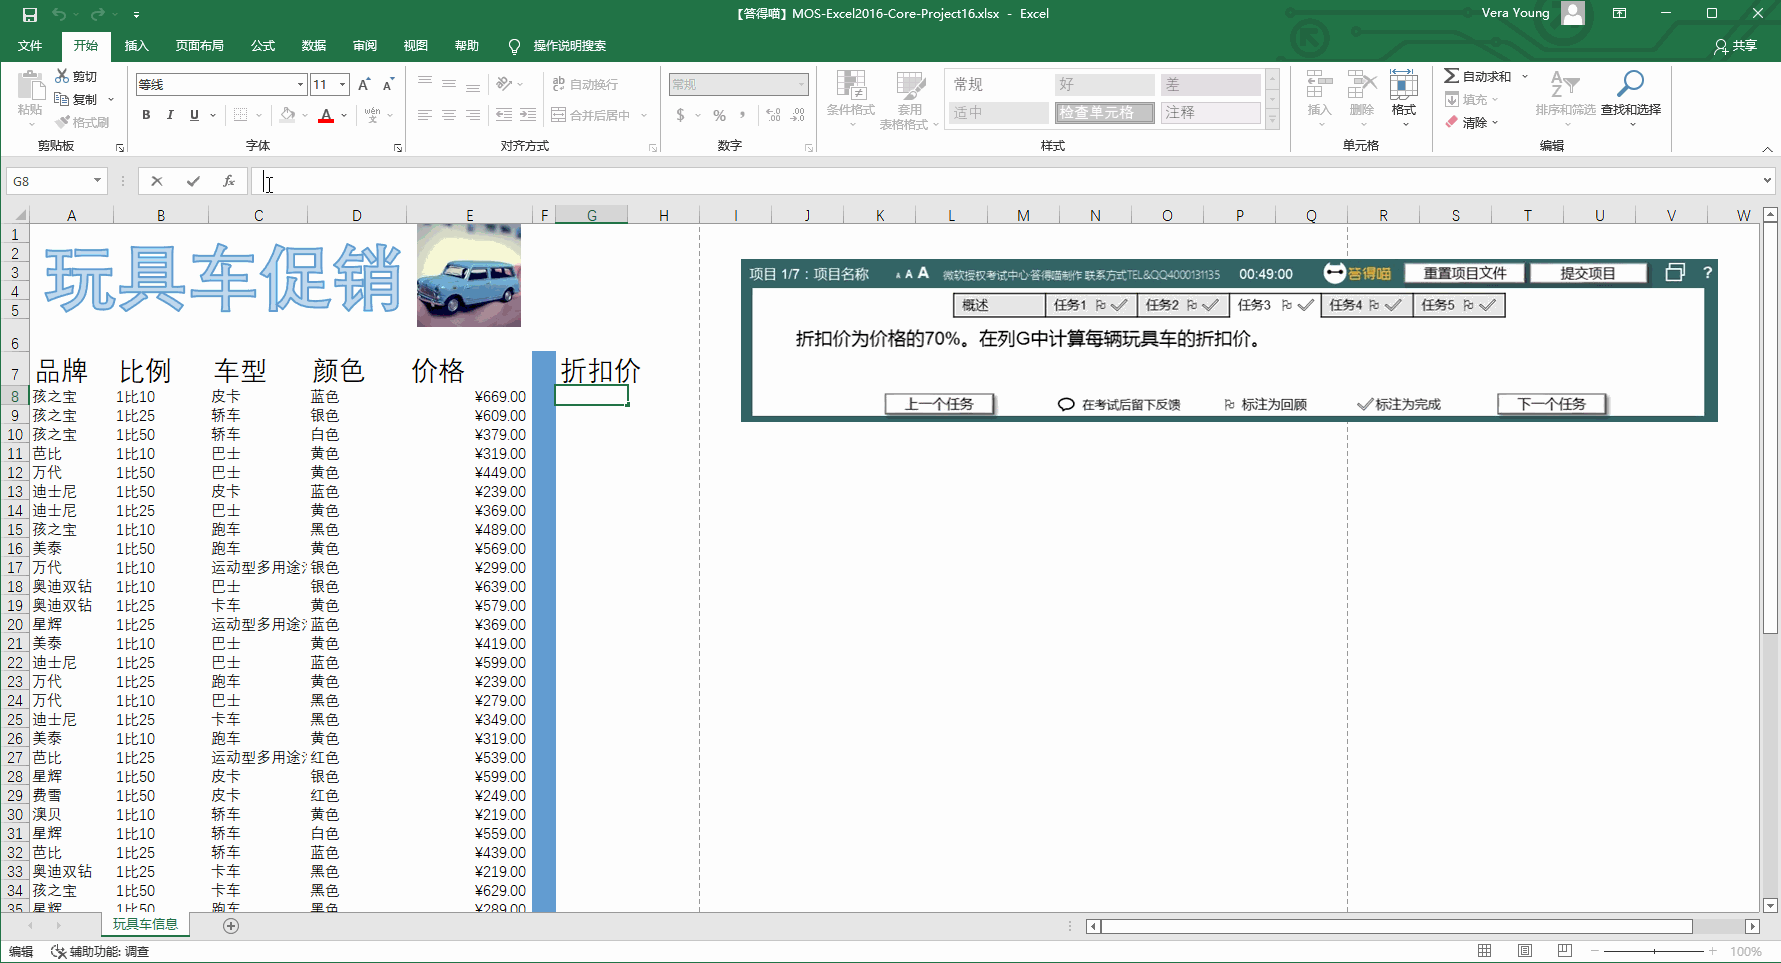 【答得喵】MOS-Excel2016-Core-Project16.xlsx - Excel
Vera Young
文件 开始 插入 页面布局 公式 数据 审阅 视图 帮助 操作说明搜索 共享
粘贴 剪切 复制 格式刷 剪贴板
等线 11 A A B I U A wén 变 字体
ab 自动换行 合并后居中 对齐方式
常规 $ % , .0 .00 .00 .0 数字
条件格式 套用 表格格式 常规 好 差 适中 检查单元格 注释 样式
插入 删除 格式 单元格
自动求和 填充 清除 排序和筛选 查找和选择 编辑
G8 fx
A B C D E F G H I J K L M N O P Q R S T U V W
1
2
3
4
5
6
玩具车促销
7 品牌 比例 车型 颜色 价格 折扣价
8 孩之宝 1比10 皮卡 蓝色 ¥669.00
9 孩之宝 1比25 轿车 银色 ¥609.00
10 孩之宝 1比50 轿车 白色 ¥379.00
11 芭比 1比10 巴士 黄色 ¥319.00
12 万代 1比50 巴士 黄色 ¥449.00
13 迪士尼 1比50 皮卡 蓝色 ¥239.00
14 迪士尼 1比25 巴士 黄色 ¥369.00
15 孩之宝 1比10 跑车 黑色 ¥489.00
16 美泰 1比50 跑车 黄色 ¥569.00
17 万代 1比10 运动型多用途 银色 ¥299.00
18 奥迪双钻 1比10 巴士 银色 ¥639.00
19 奥迪双钻 1比25 卡车 黄色 ¥579.00
20 星辉 1比25 运动型多用途 蓝色 ¥369.00
21 美泰 1比10 巴士 黄色 ¥419.00
22 迪士尼 1比25 巴士 蓝色 ¥599.00
23 万代 1比25 跑车 黄色 ¥239.00
24 万代 1比10 巴士 黑色 ¥279.00
25 迪士尼 1比25 卡车 黑色 ¥349.00
26 美泰 1比10 跑车 黄色 ¥319.00
27 芭比 1比25 运动型多用途 红色 ¥539.00
28 星辉 1比50 皮卡 银色 ¥599.00
29 费雪 1比50 皮卡 红色 ¥249.00
30 澳贝 1比10 轿车 黄色 ¥219.00
31 星辉 1比10 轿车 白色 ¥559.00
32 芭比 1比25 轿车 蓝色 ¥439.00
33 奥迪双钻 1比25 卡车 黑色 ¥219.00
34 孩之宝 1比50 卡车 黑色 ¥629.00
35 星辉 1比50 跑车 黑色 ¥289.00
项目 1/7：项目名称 A A A 微软授权考试中心·答得喵制作 联系方式TEL&QQ4000131135 00:49:00 答得喵 重置项目文件 提交项目 ?
概述 任务1 任务2 任务3 任务4 任务5
折扣价为价格的70%。在列G中计算每辆玩具车的折扣价。
上一个任务 在考试后留下反馈 标注为回顾 标注为完成 下一个任务
玩具车信息
编辑 辅助功能: 调查 100%